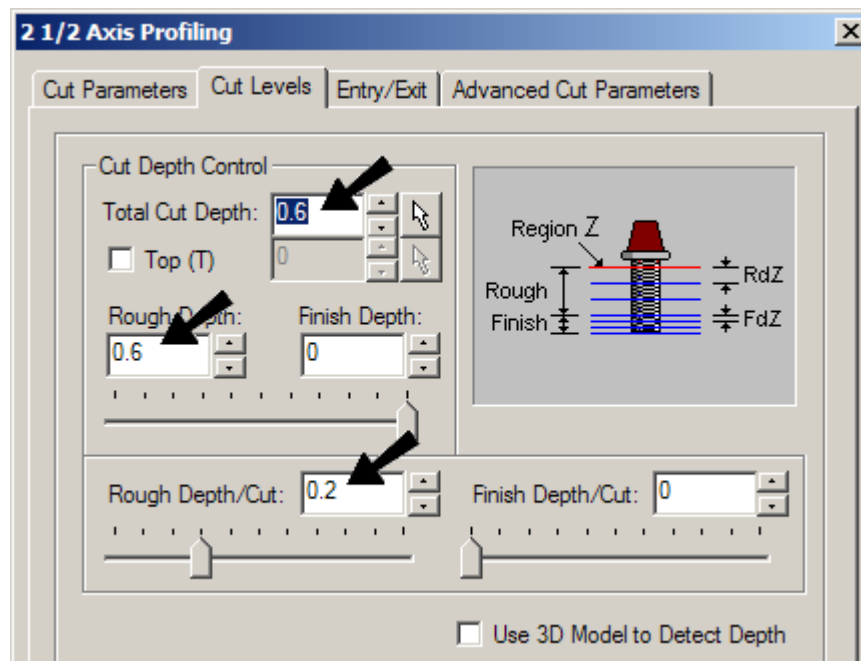 2 1/2 Axis Profiling
Cut Parameters Cut Levels Entry/Exit Advanced Cut Parameters
Cut Depth Control
Total Cut Depth: 0.6
Top (T) 0
Rough Depth: Finish Depth:
0.6 0
Region Z
Rough RdZ
Finish FdZ
Rough Depth/Cut: 0.2 Finish Depth/Cut: 0
Use 3D Model to Detect Depth